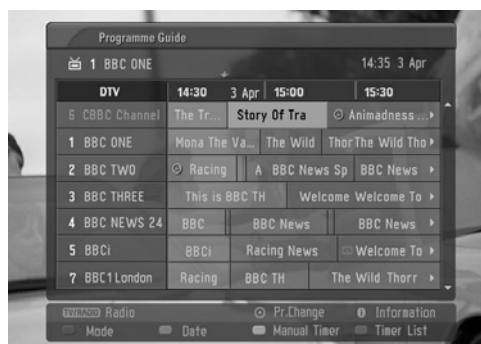 Programme Guide
1 BBC ONE 14:35 3 Apr
DTV 14:30 3 Apr 15:00 15:30
6 CBBC Channel The Tr... Story Of Tra Animadness ...
1 BBC ONE Mona The Va... The Wild Thor The Wild Tho
2 BBC TWO Racing A BBC News Sp BBC News
3 BBC THREE This is BBC TH Welcome Welcome To
4 BBC NEWS 24 BBC BBC News BBC News
5 BBCi BBCi Racing News Welcome To
7 BBC1 London Racing BBC TH The Wild Thorr
TV/RADIO Radio Pr.Change i Information
Mode Date Manual Timer Timer List